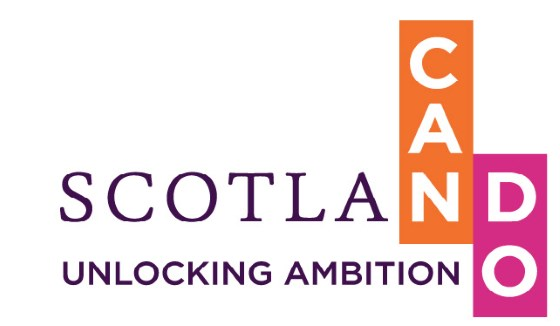 SCOTLAND
CAN
DO
UNLOCKING AMBITION